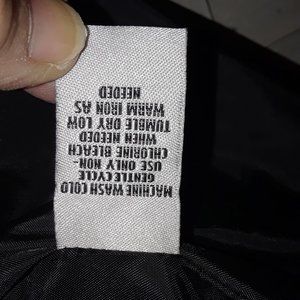 MACHINE WASH COLD
GENTLE CYCLE
USE ONLY NON-
CHLORINE BLEACH
WHEN NEEDED
TUMBLE DRY LOW
WARM IRON AS
NEEDED